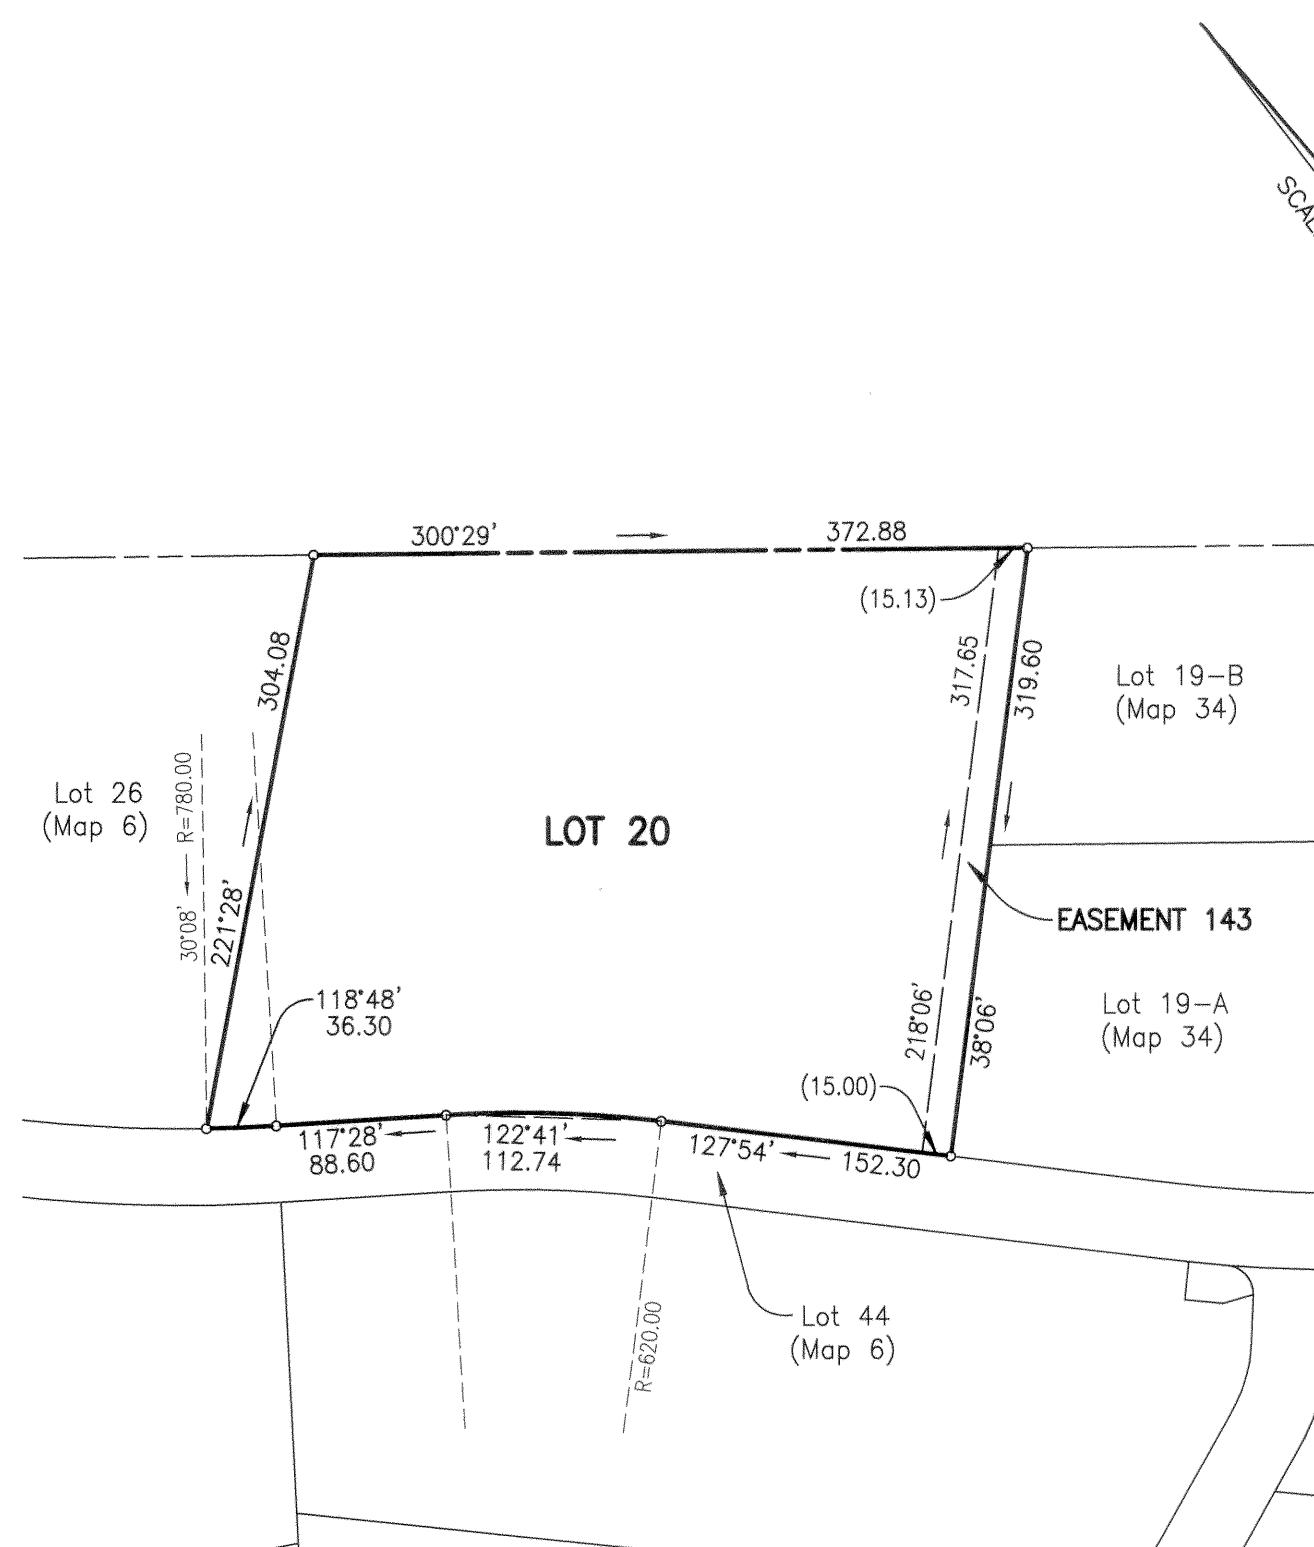 SCAL
300°29'
372.88
(15.13)
304.08
317.65
319.60
Lot 19-B
(Map 34)
R=780.00
Lot 26
(Map 6)
LOT 20
221°28'
30°08'
EASEMENT 143
118°48'
36.30
218°06'
38°06'
Lot 19-A
(Map 34)
(15.00)
117°28'
88.60
122°41'
112.74
127°54'
152.30
R=620.00
Lot 44
(Map 6)